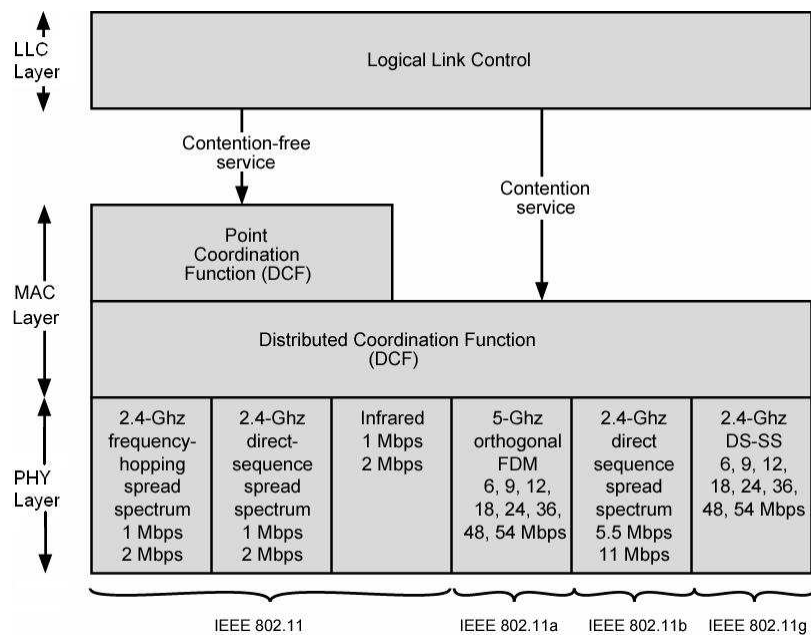 LLC
Layer
Logical Link Control
Contention-free
service
Contention
service
MAC
Layer
Point
Coordination
Function (DCF)
Distributed Coordination Function
(DCF)
PHY
Layer
2.4-Ghz
frequency-
hopping
spread
spectrum
1 Mbps
2 Mbps
2.4-Ghz
direct-
sequence
spread
spectrum
1 Mbps
2 Mbps
Infrared
1 Mbps
2 Mbps
5-Ghz
orthogonal
FDM
6, 9, 12,
18, 24, 36,
48, 54 Mbps
2.4-Ghz
direct
sequence
spread
spectrum
5.5 Mbps
11 Mbps
2.4-Ghz
DS-SS
6, 9, 12,
18, 24, 36,
48, 54 Mbps
IEEE 802.11
IEEE 802.11a
IEEE 802.11b
IEEE 802.11g